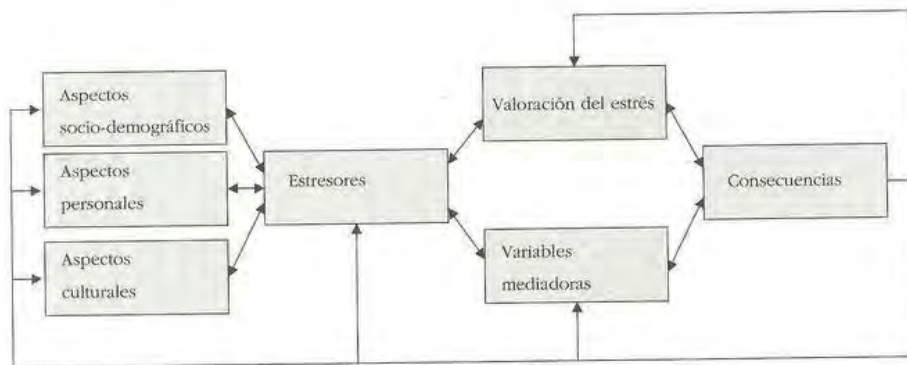 Aspectos
socio-demográficos
Aspectos
personales
Aspectos
culturales
Estresores
Valoración del estrés
Variables
mediadoras
Consecuencias